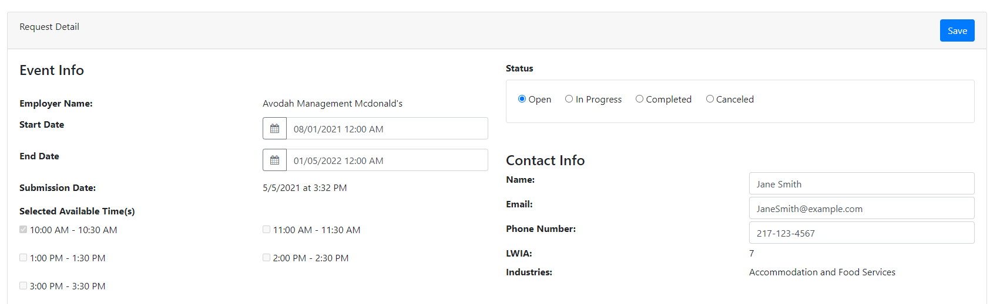 Request Detail
Save
Event Info
Employer Name: Avodah Management Mcdonald's
Start Date 08/01/2021 12:00 AM
End Date 01/05/2022 12:00 AM
Submission Date: 5/5/2021 at 3:32 PM
Selected Available Time(s)
10:00 AM - 10:30 AM 11:00 AM - 11:30 AM
1:00 PM - 1:30 PM 2:00 PM - 2:30 PM
3:00 PM - 3:30 PM
Status
Open In Progress Completed Canceled
Contact Info
Name: Jane Smith
Email: JaneSmith@example.com
Phone Number: 217-123-4567
LWIA: 7
Industries: Accommodation and Food Services